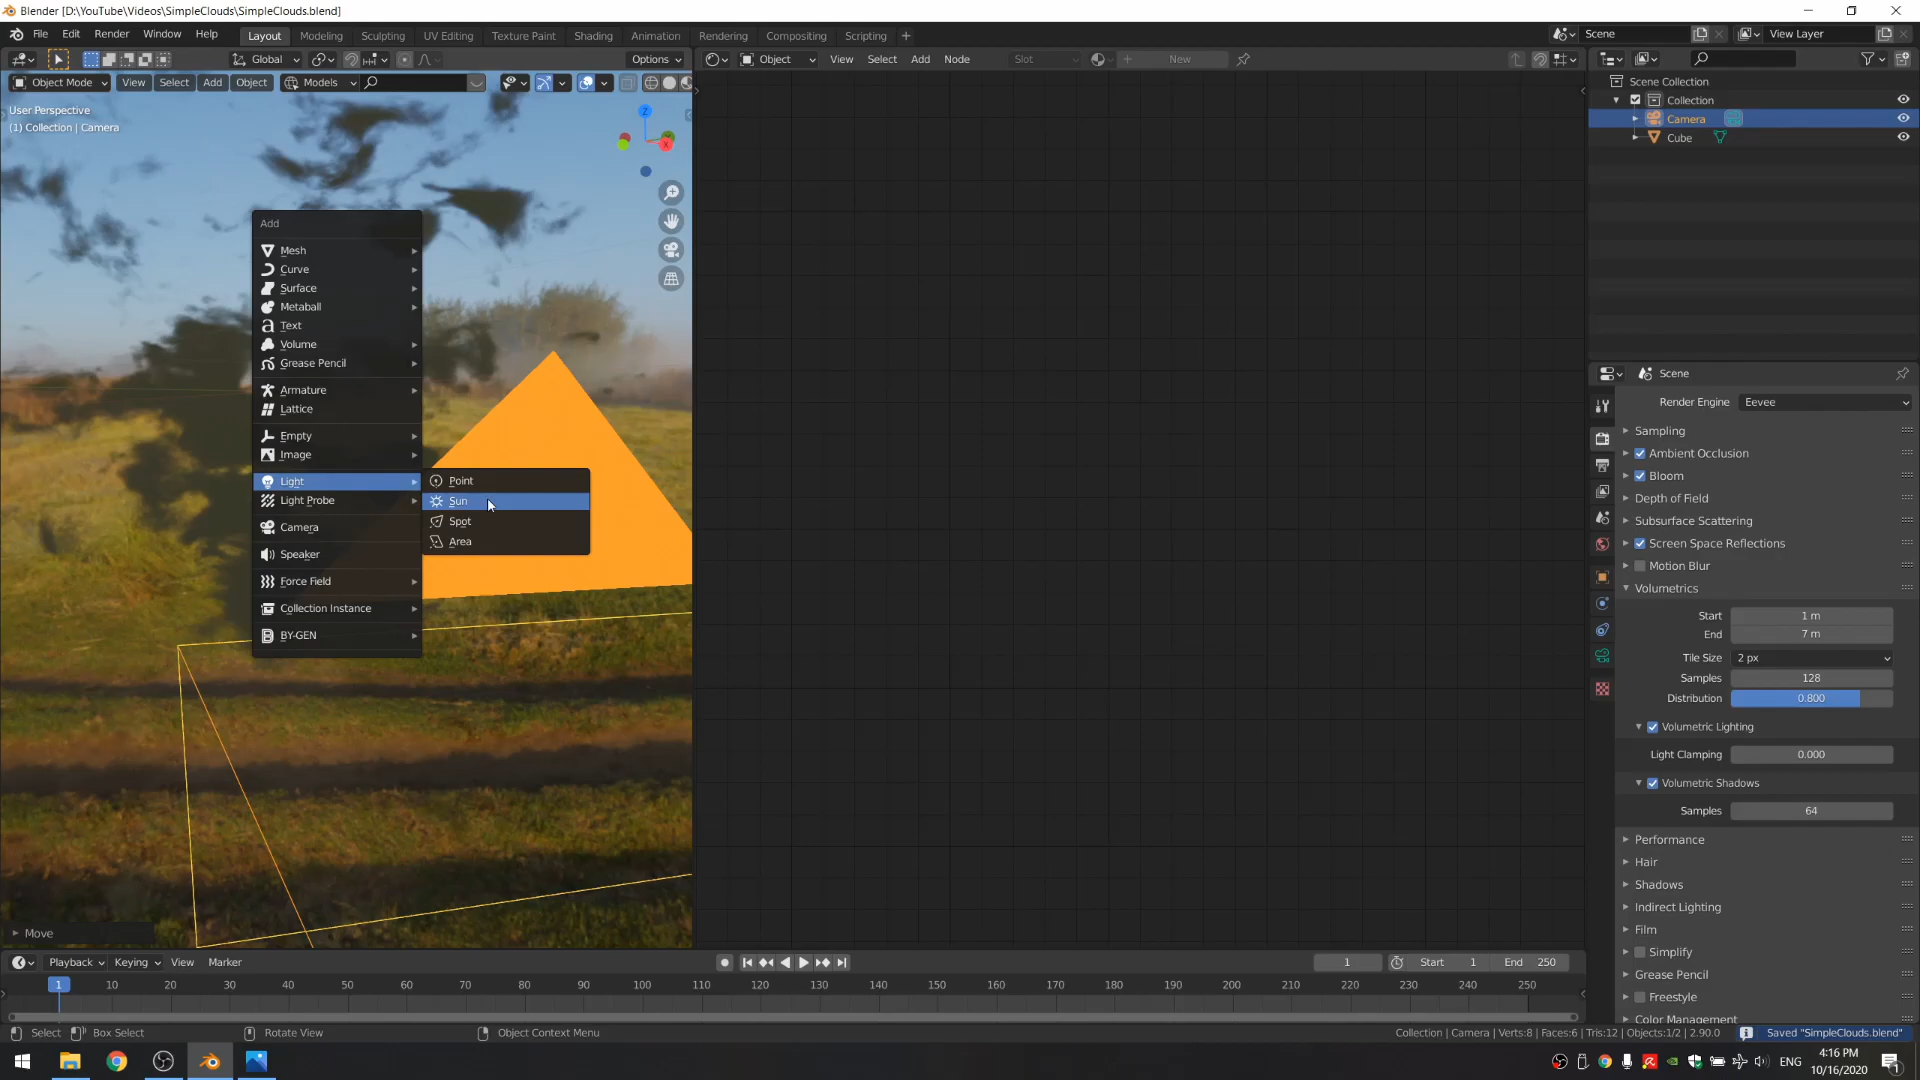 Blender [D:\YouTube\Videos\SimpleClouds\SimpleClouds.blend]
File Edit Render Window Help Layout Modeling Sculpting UV Editing Texture Paint Shading Animation Rendering Compositing Scripting + Scene View Layer
Global Options Object View Select Add Node Slot New
Object Mode View Select Add Object Models
User Perspective
(1) Collection | Camera
Z
X
Scene Collection
Collection
Camera
Cube
Add
Mesh
Curve
Surface
Metaball
Text
Volume
Grease Pencil
Armature
Lattice
Empty
Image
Light
Light Probe
Camera
Speaker
Force Field
Collection Instance
BY-GEN
Point
Sun
Spot
Area
Move
Scene
Render Engine Eevee
Sampling
Ambient Occlusion
Bloom
Depth of Field
Subsurface Scattering
Screen Space Reflections
Motion Blur
Volumetrics
Start 1 m
End 7 m
Tile Size 2 px
Samples 128
Distribution 0.800
Volumetric Lighting
Light Clamping 0.000
Volumetric Shadows
Samples 64
Performance
Hair
Shadows
Indirect Lighting
Film
Simplify
Grease Pencil
Freestyle
Color Management
Playback Keying View Marker 1 Start 1 End 250
1 10 20 30 40 50 60 70 80 90 100 110 120 130 140 150 160 170 180 190 200 210 220 230 240 250
Select Box Select Rotate View Object Context Menu Collection | Camera | Verts:8 | Faces:6 | Tris:12 | Objects:1/2 | 2.90.0 Saved "SimpleClouds.blend"
ENG
4:16 PM
10/16/2020
1